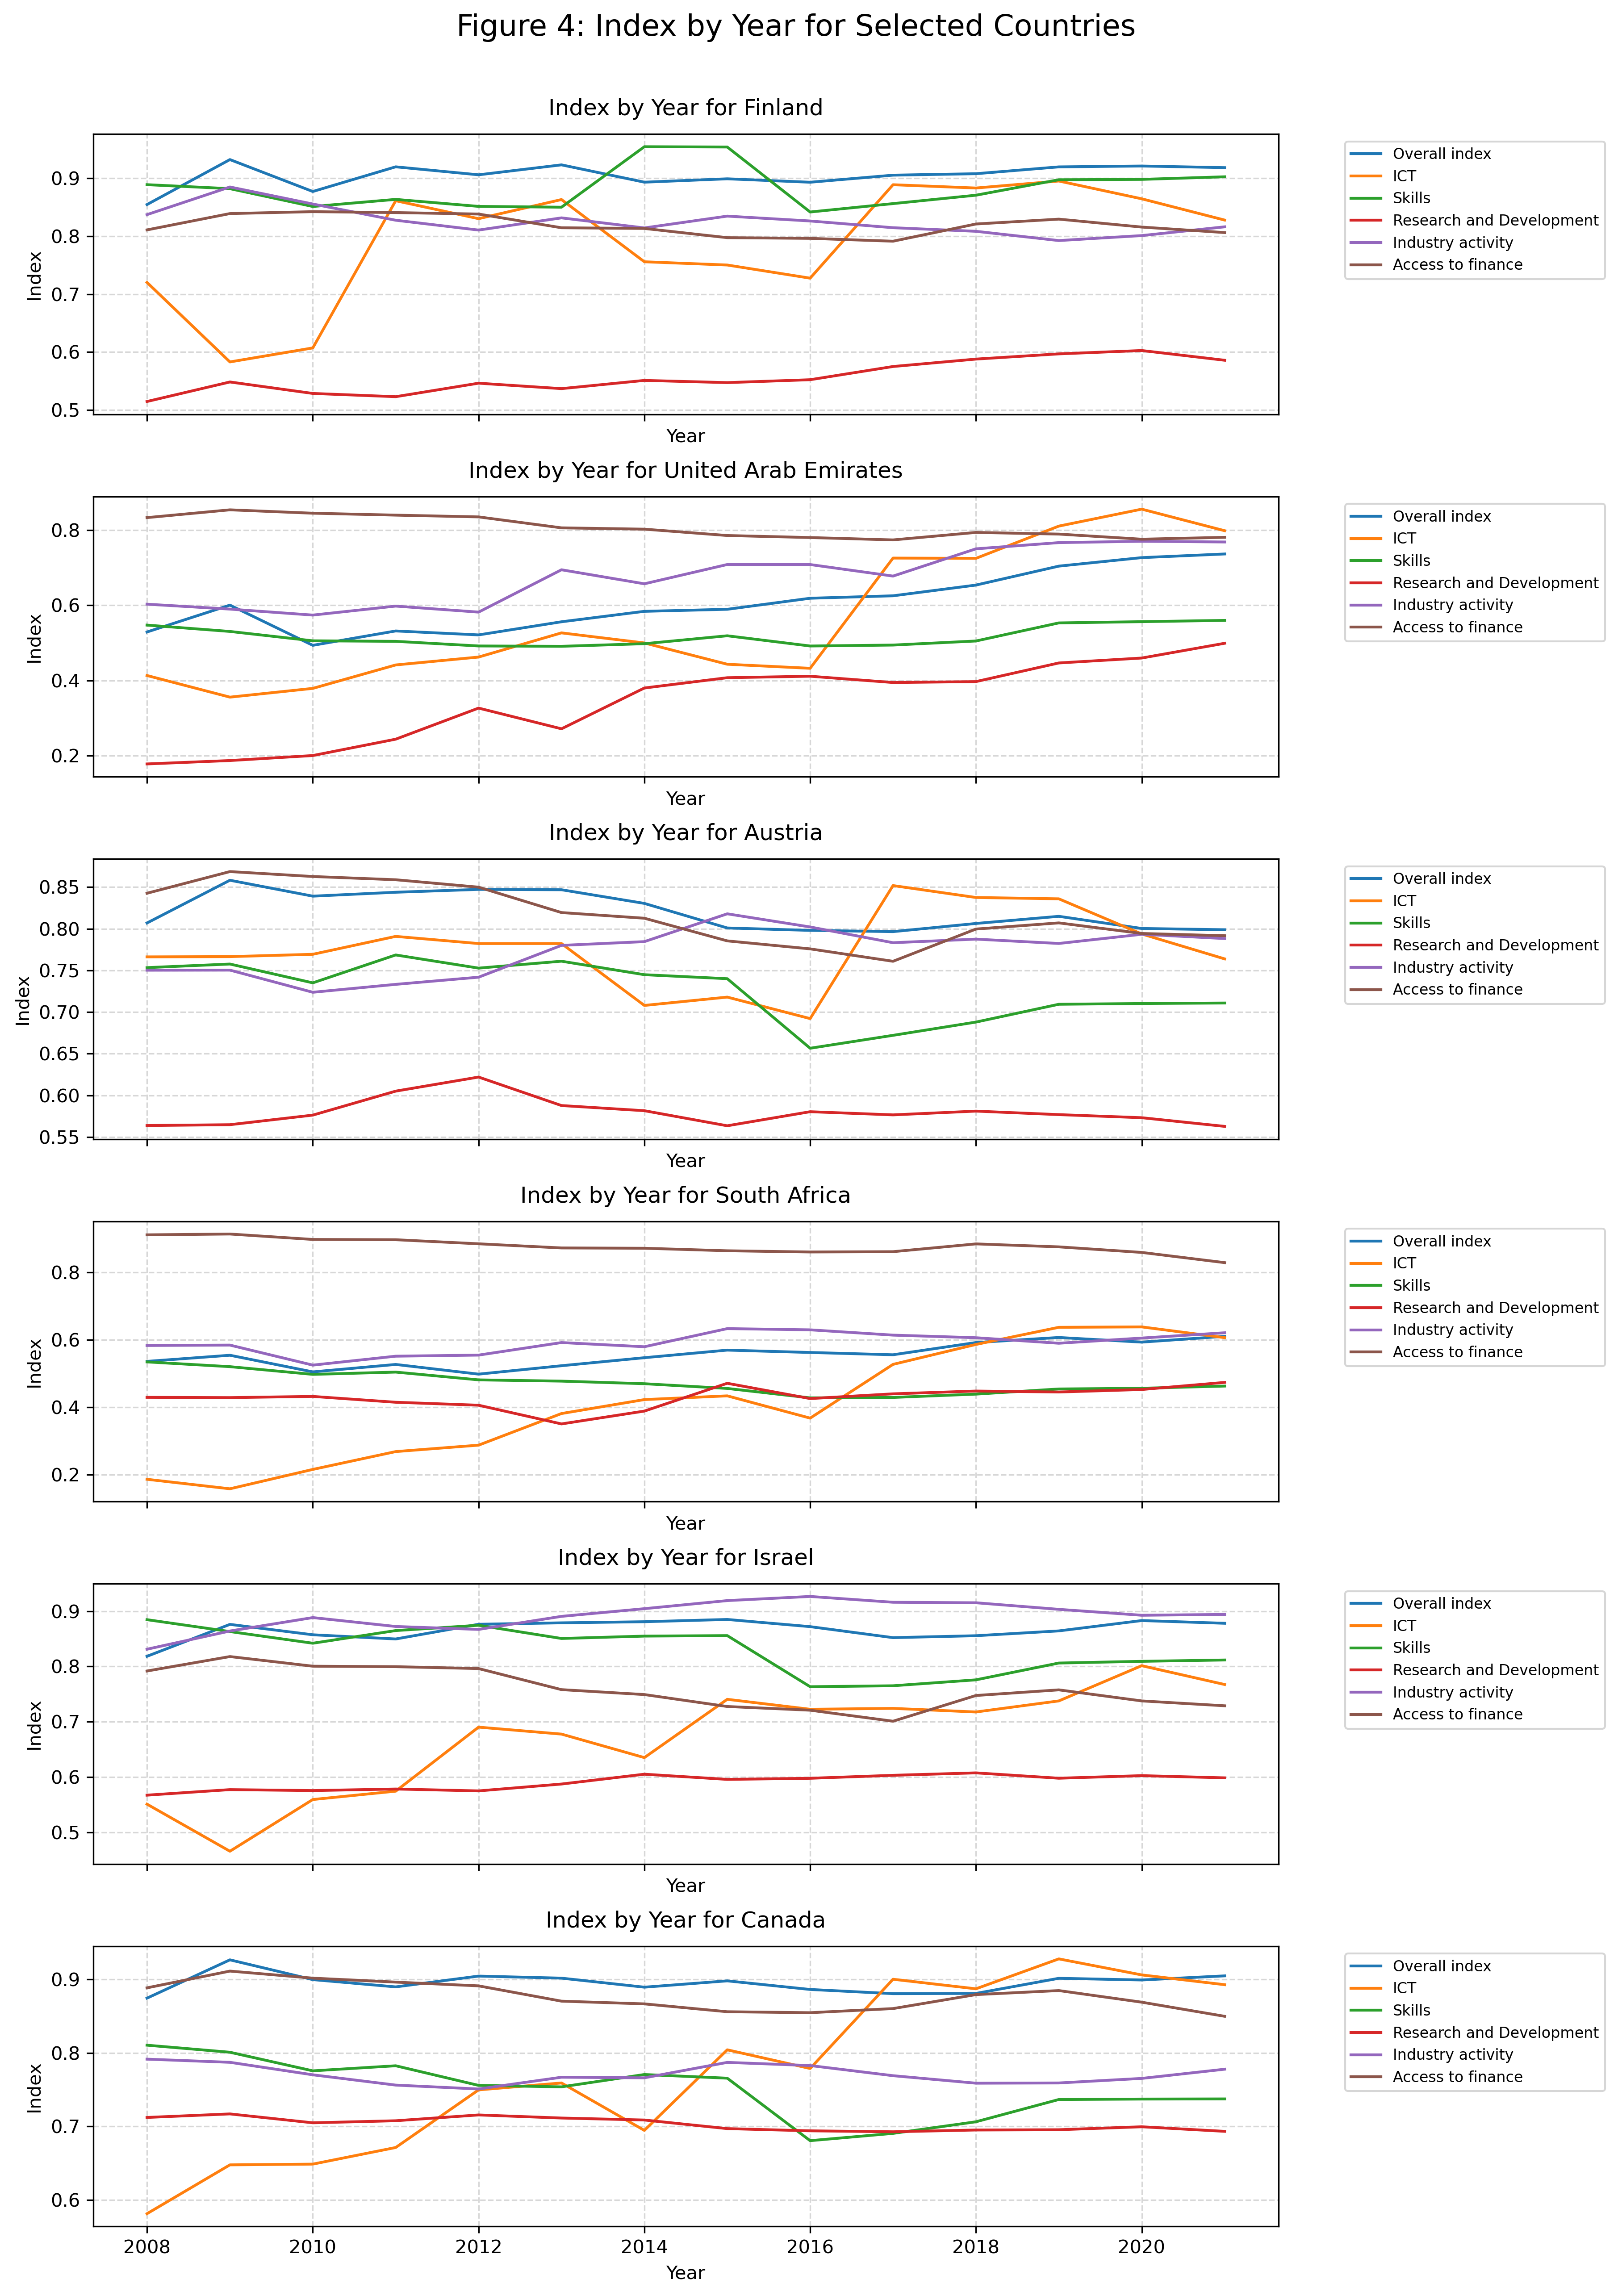 Figure 4: Index by Year for Selected Countries
Index by Year for Finland
Overall index
ICT
Skills
Research and Development
Industry activity
Access to finance
0.9
0.8
0.7
0.6
0.5
Index
Year
Index by Year for United Arab Emirates
Overall index
ICT
Skills
Research and Development
Industry activity
Access to finance
0.8
0.6
0.4
0.2
Index
Year
Index by Year for Austria
Overall index
ICT
Skills
Research and Development
Industry activity
Access to finance
0.85
0.80
0.75
0.70
0.65
0.60
0.55
Index
Year
Index by Year for South Africa
Overall index
ICT
Skills
Research and Development
Industry activity
Access to finance
0.8
0.6
0.4
0.2
Index
Year
Index by Year for Israel
Overall index
ICT
Skills
Research and Development
Industry activity
Access to finance
0.9
0.8
0.7
0.6
0.5
Index
Year
Index by Year for Canada
Overall index
ICT
Skills
Research and Development
Industry activity
Access to finance
0.9
0.8
0.7
0.6
Index
2008 2010 2012 2014 2016 2018 2020
Year